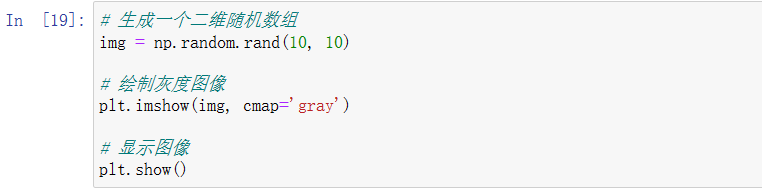 In [19]: # 生成一个二维随机数组
img = np.random.rand(10, 10)
# 绘制灰度图像
plt.imshow(img, cmap='gray')
# 显示图像
plt.show()